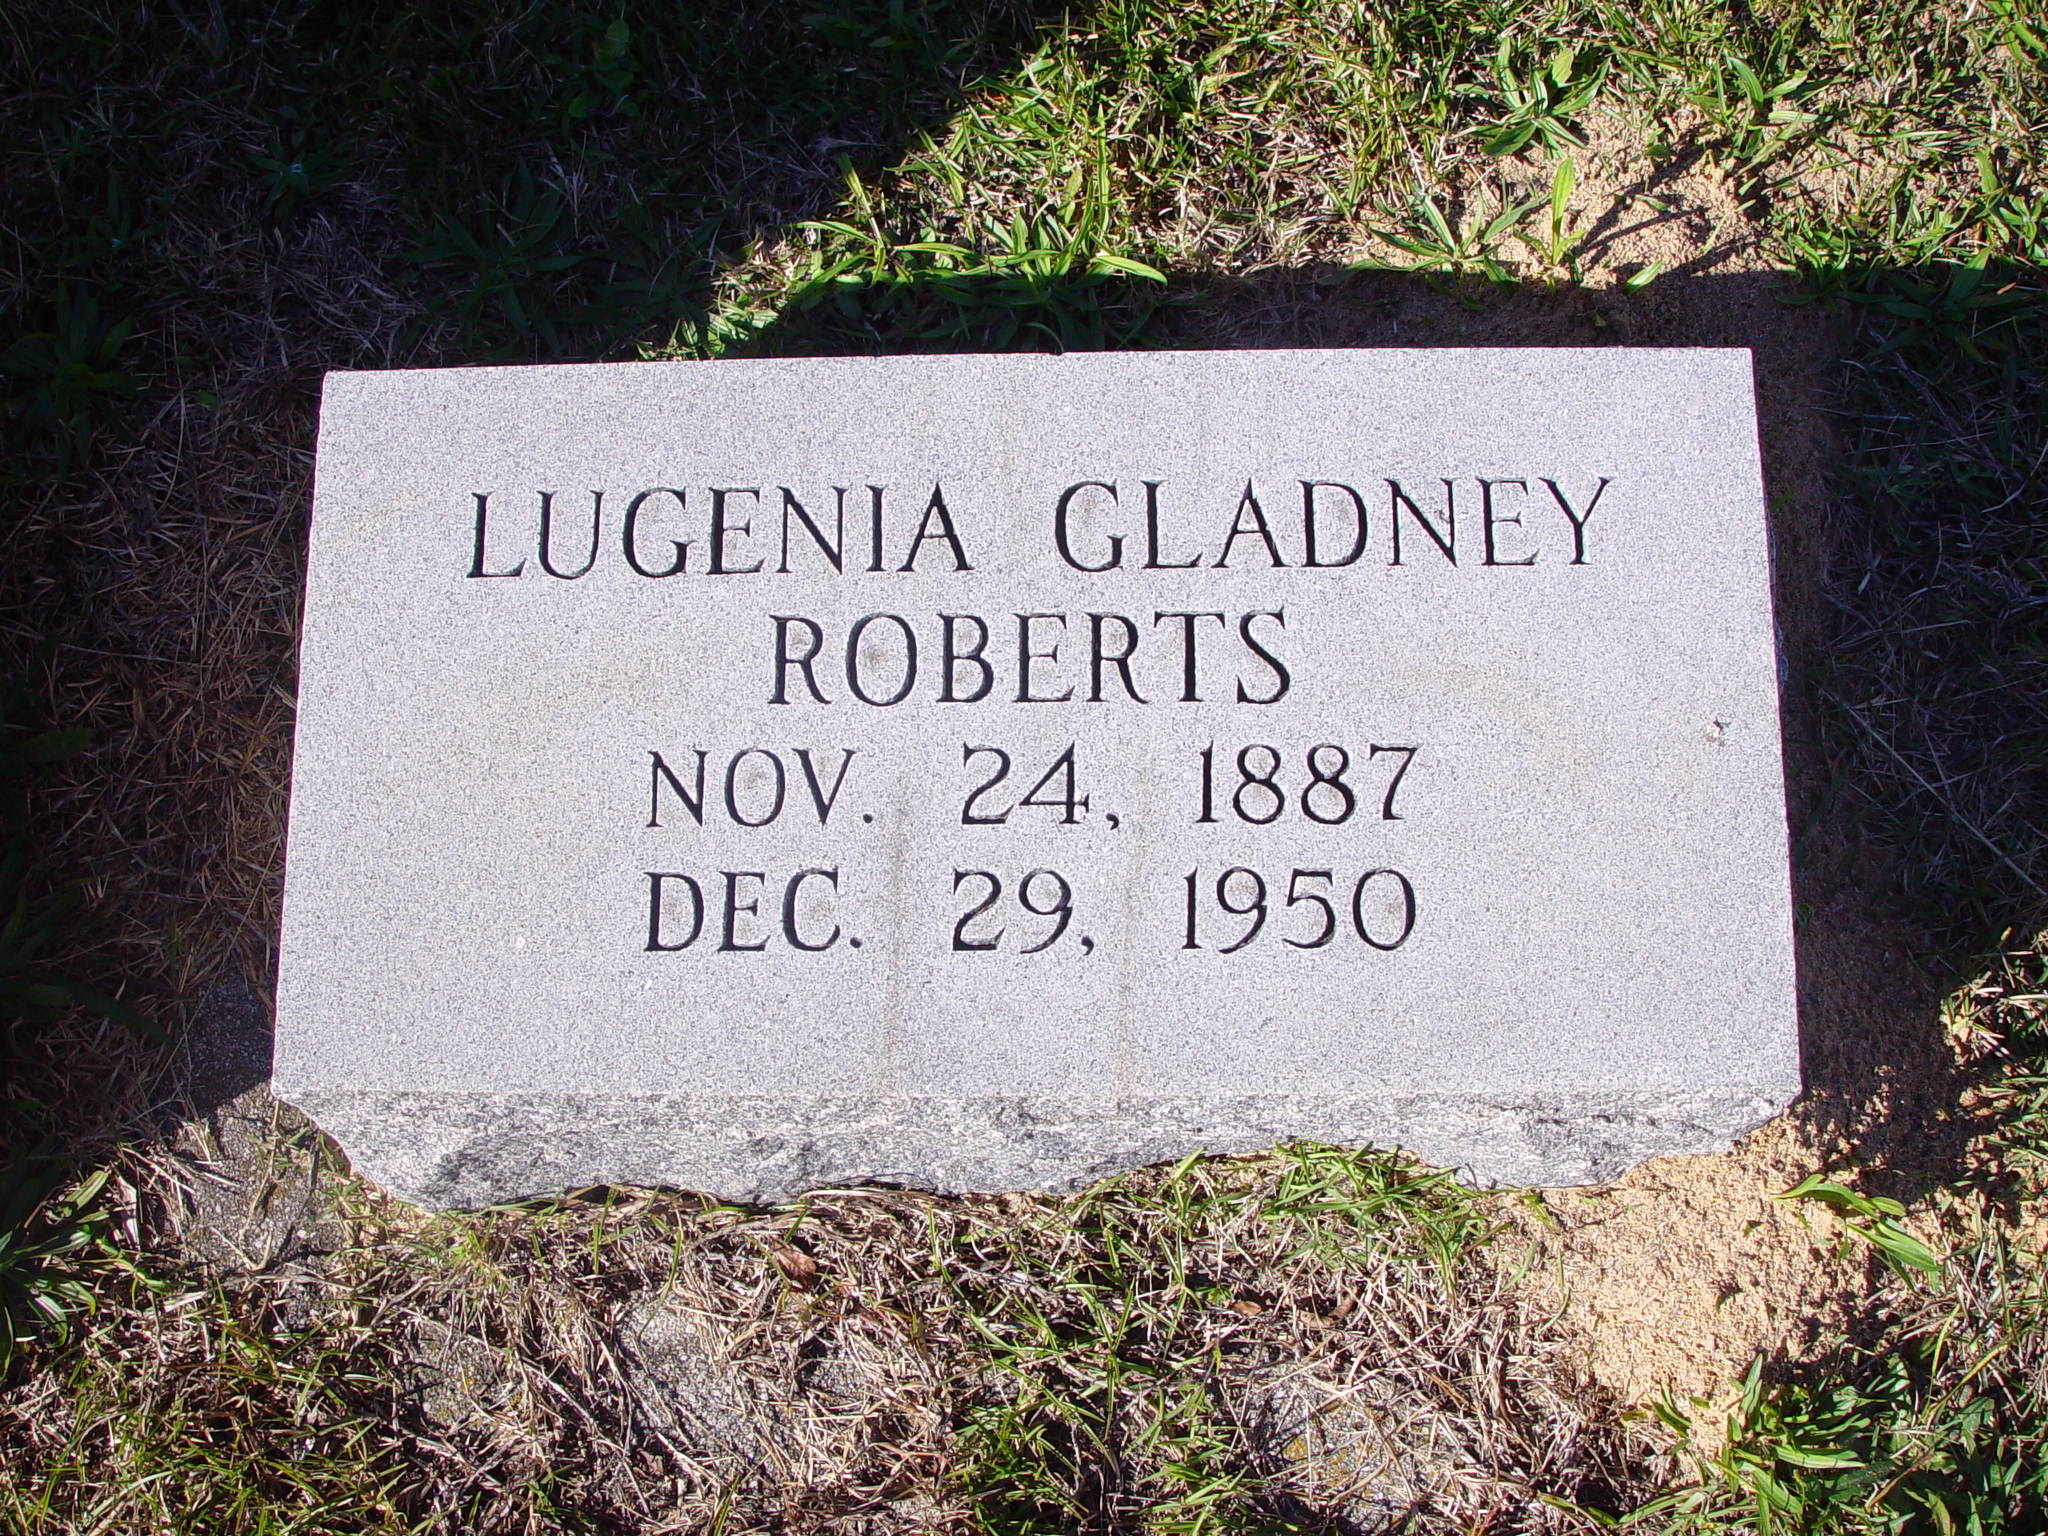 LUGENIA GLADNEY
ROBERTS
NOV. 24, 1887
DEC. 29, 1950